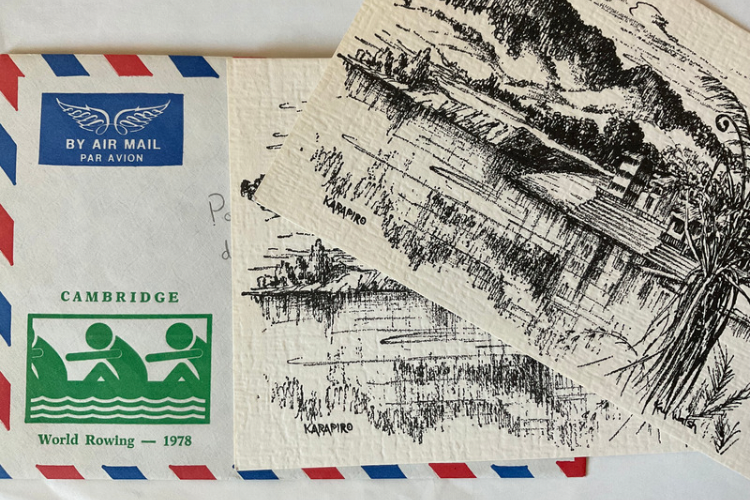 BY AIR MAIL
PAR AVION
CAMBRIDGE
World Rowing — 1978
KARAPIRO
KARAPIRO